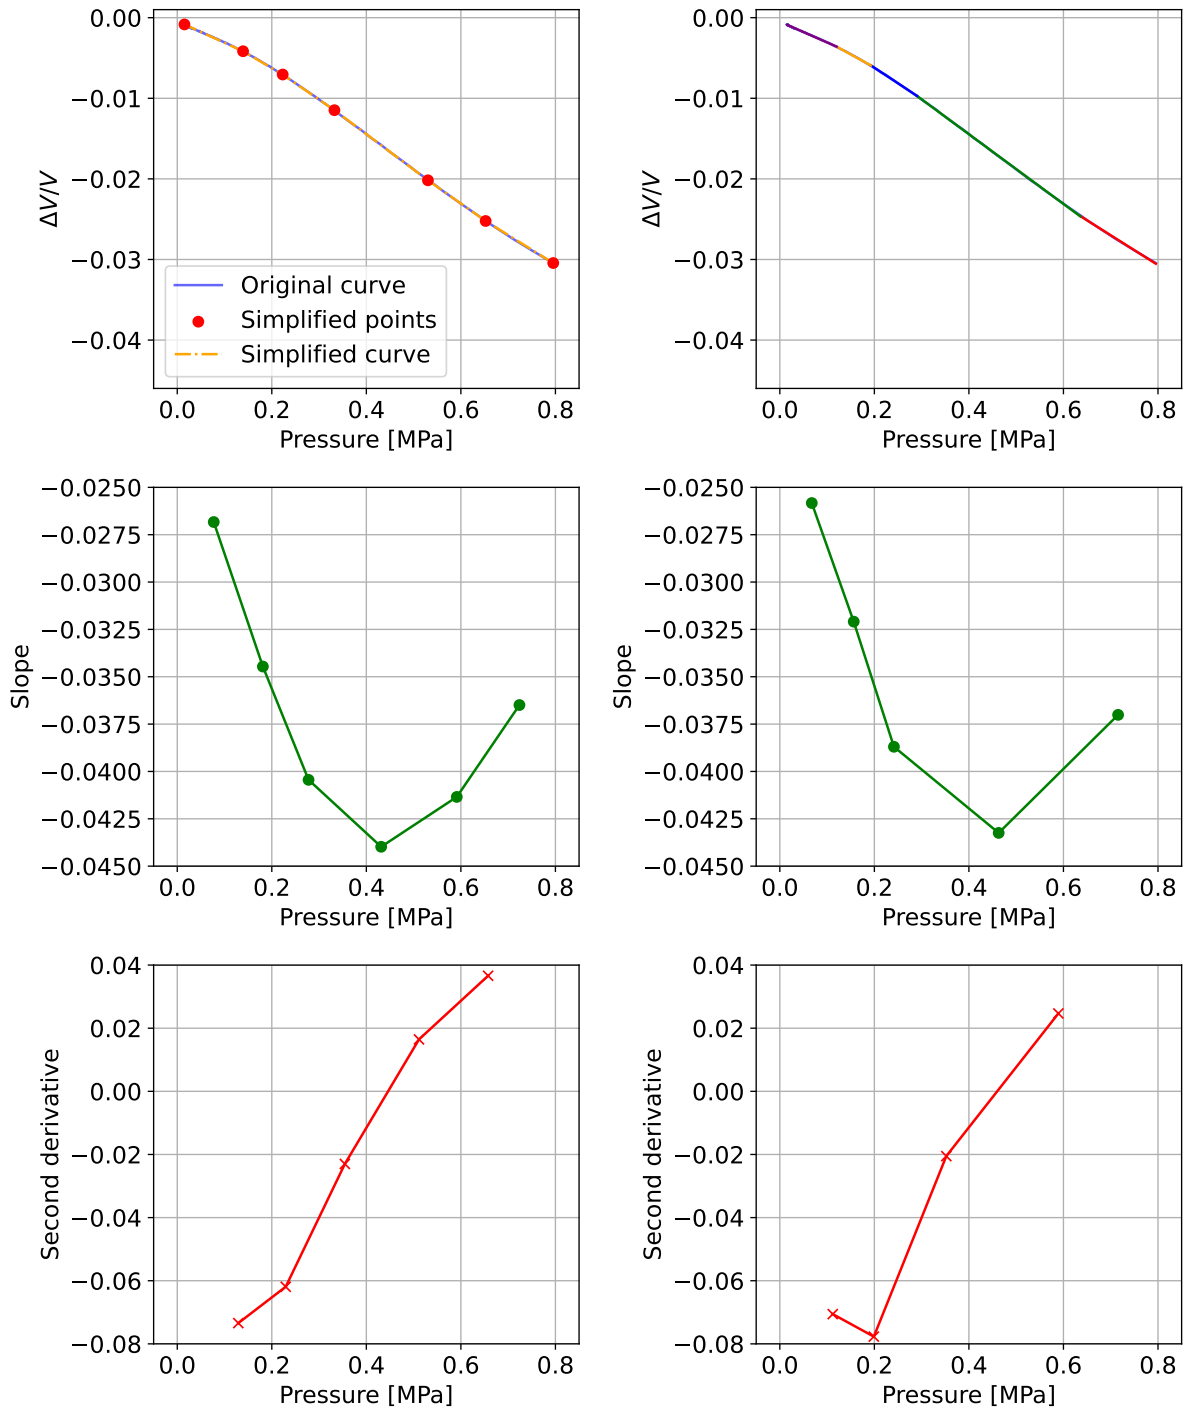 0.00
−0.01
−0.02
−0.03
−0.04
ΔV/V
Original curve
Simplified points
Simplified curve
0.0 0.2 0.4 0.6 0.8
Pressure [MPa]
0.00
−0.01
−0.02
−0.03
−0.04
ΔV/V
0.0 0.2 0.4 0.6 0.8
Pressure [MPa]
−0.0250
−0.0275
−0.0300
−0.0325
−0.0350
−0.0375
−0.0400
−0.0425
−0.0450
Slope
0.0 0.2 0.4 0.6 0.8
Pressure [MPa]
−0.0250
−0.0275
−0.0300
−0.0325
−0.0350
−0.0375
−0.0400
−0.0425
−0.0450
Slope
0.0 0.2 0.4 0.6 0.8
Pressure [MPa]
0.04
0.02
0.00
−0.02
−0.04
−0.06
−0.08
Second derivative
0.0 0.2 0.4 0.6 0.8
Pressure [MPa]
0.04
0.02
0.00
−0.02
−0.04
−0.06
−0.08
Second derivative
0.0 0.2 0.4 0.6 0.8
Pressure [MPa]